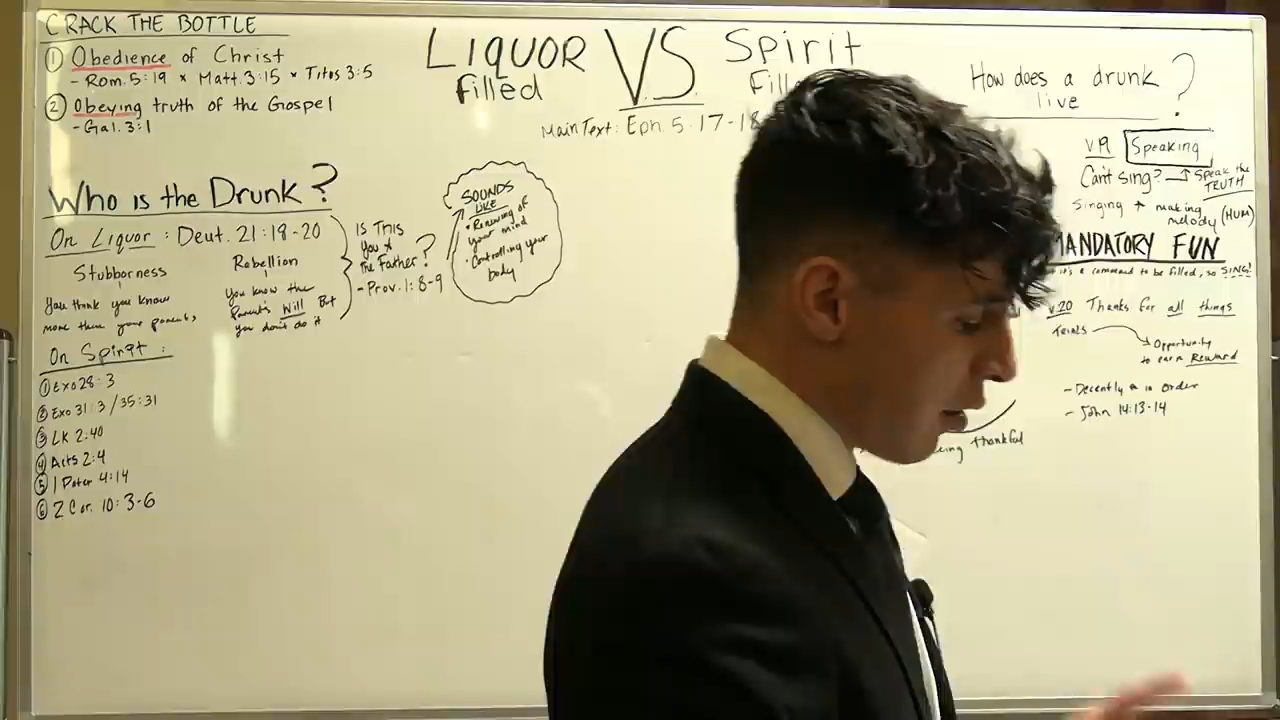 CRACK THE BOTTLE
① Obedience of Christ
- Rom. 5:19 * Matt. 3:15 * Titos 3:5
② Obeying truth of the Gospel
- Gal. 3:1
LIQUOR VS Spirit
filled
Main Text: Eph. 5:17-18
Who is the Drunk?
On Liquor: Deut. 21:18-20
Stubborness
You think you know
more then your parents,
Rebellion
You know the
Parent's Will But
you don't do it
Is This
You &
the Father?
- Prov. 1:8-9
SOUNDS
LIKE
• Renewing of
your mind
• Controlling your
body
On Spirit:
① Exo 28:3
② Exo 31:3 / 35:31
③ LK 2:40
④ Acts 2:4
⑤ 1 Peter 4:14
⑥ 2 Cor. 10:3-6
How does a drunk
live?
v.19 Speaking
Can't sing? → Speak the
TRUTH
Singing + making
melody (HUM)
MANDATORY FUN
it's a command to be filled, so SING!
v.20 Thanks for all things
Trials
Opportunity
to earn Reward
- Decently & in order
- John 14:13-14
thankful